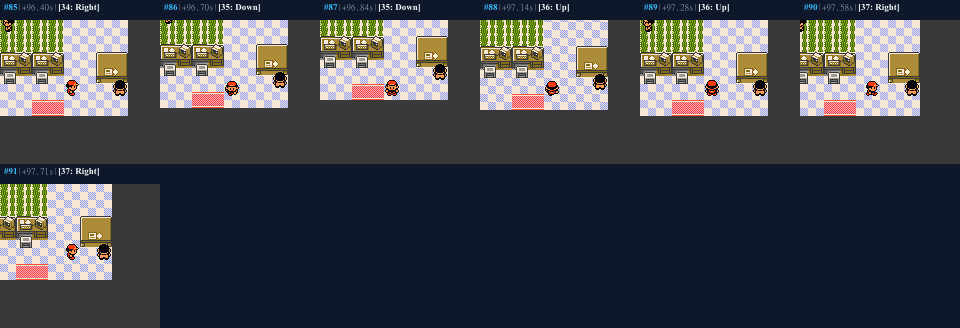 #85|+96.40s| [34: Right]
#86|+96.70s| [35: Down]
#87|+96.84s| [35: Down]
#88|+97.14s| [36: Up]
#89|+97.28s| [36: Up]
#90|+97.58s| [37: Right]
#91|+97.71s| [37: Right]